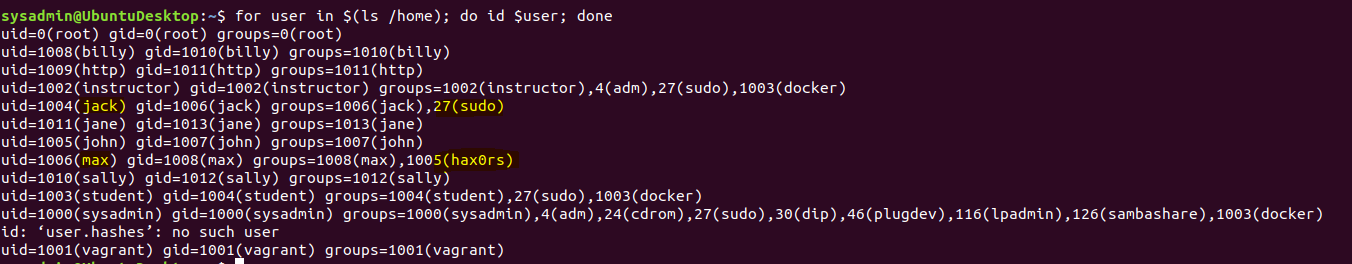 sysadmin@UbuntuDesktop:~$ for user in $(ls /home); do id $user; done
uid=0(root) gid=0(root) groups=0(root)
uid=1008(billy) gid=1010(billy) groups=1010(billy)
uid=1009(http) gid=1011(http) groups=1011(http)
uid=1002(instructor) gid=1002(instructor) groups=1002(instructor),4(adm),27(sudo),1003(docker)
uid=1004(jack) gid=1006(jack) groups=1006(jack),27(sudo)
uid=1011(jane) gid=1013(jane) groups=1013(jane)
uid=1005(john) gid=1007(john) groups=1007(john)
uid=1006(max) gid=1008(max) groups=1008(max),1005(hax0rs)
uid=1010(sally) gid=1012(sally) groups=1012(sally)
uid=1003(student) gid=1004(student) groups=1004(student),27(sudo),1003(docker)
uid=1000(sysadmin) gid=1000(sysadmin) groups=1000(sysadmin),4(adm),24(cdrom),27(sudo),30(dip),46(plugdev),116(lpadmin),126(sambashare),1003(docker)
id: ‘user.hashes’: no such user
uid=1001(vagrant) gid=1001(vagrant) groups=1001(vagrant)